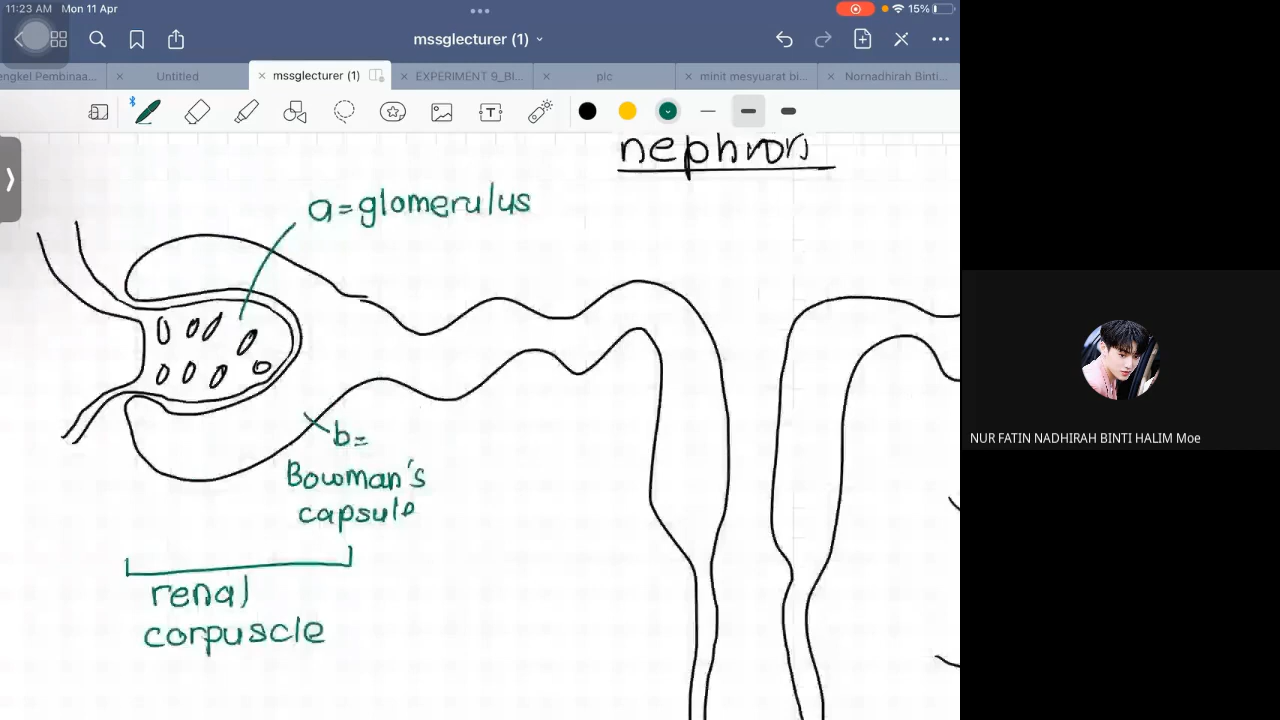 11:23 AM Mon 11 Apr
15%
mssglecturer (1)
engkel Pembinaa...
Untitled
mssglecturer (1)
EXPERIMENT 9_BI...
plc
minit mesyuarat bi...
Nornadhirah Binti...
T
nephron
a=glomerulus
b=
Bowman's
capsule
renal
corpuscle
NUR FATIN NADHIRAH BINTI HALIM Moe